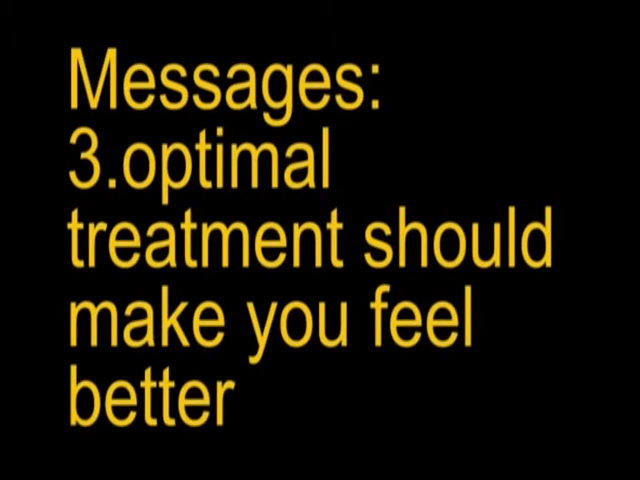 Messages:
3.optimal
treatment should
make you feel
better